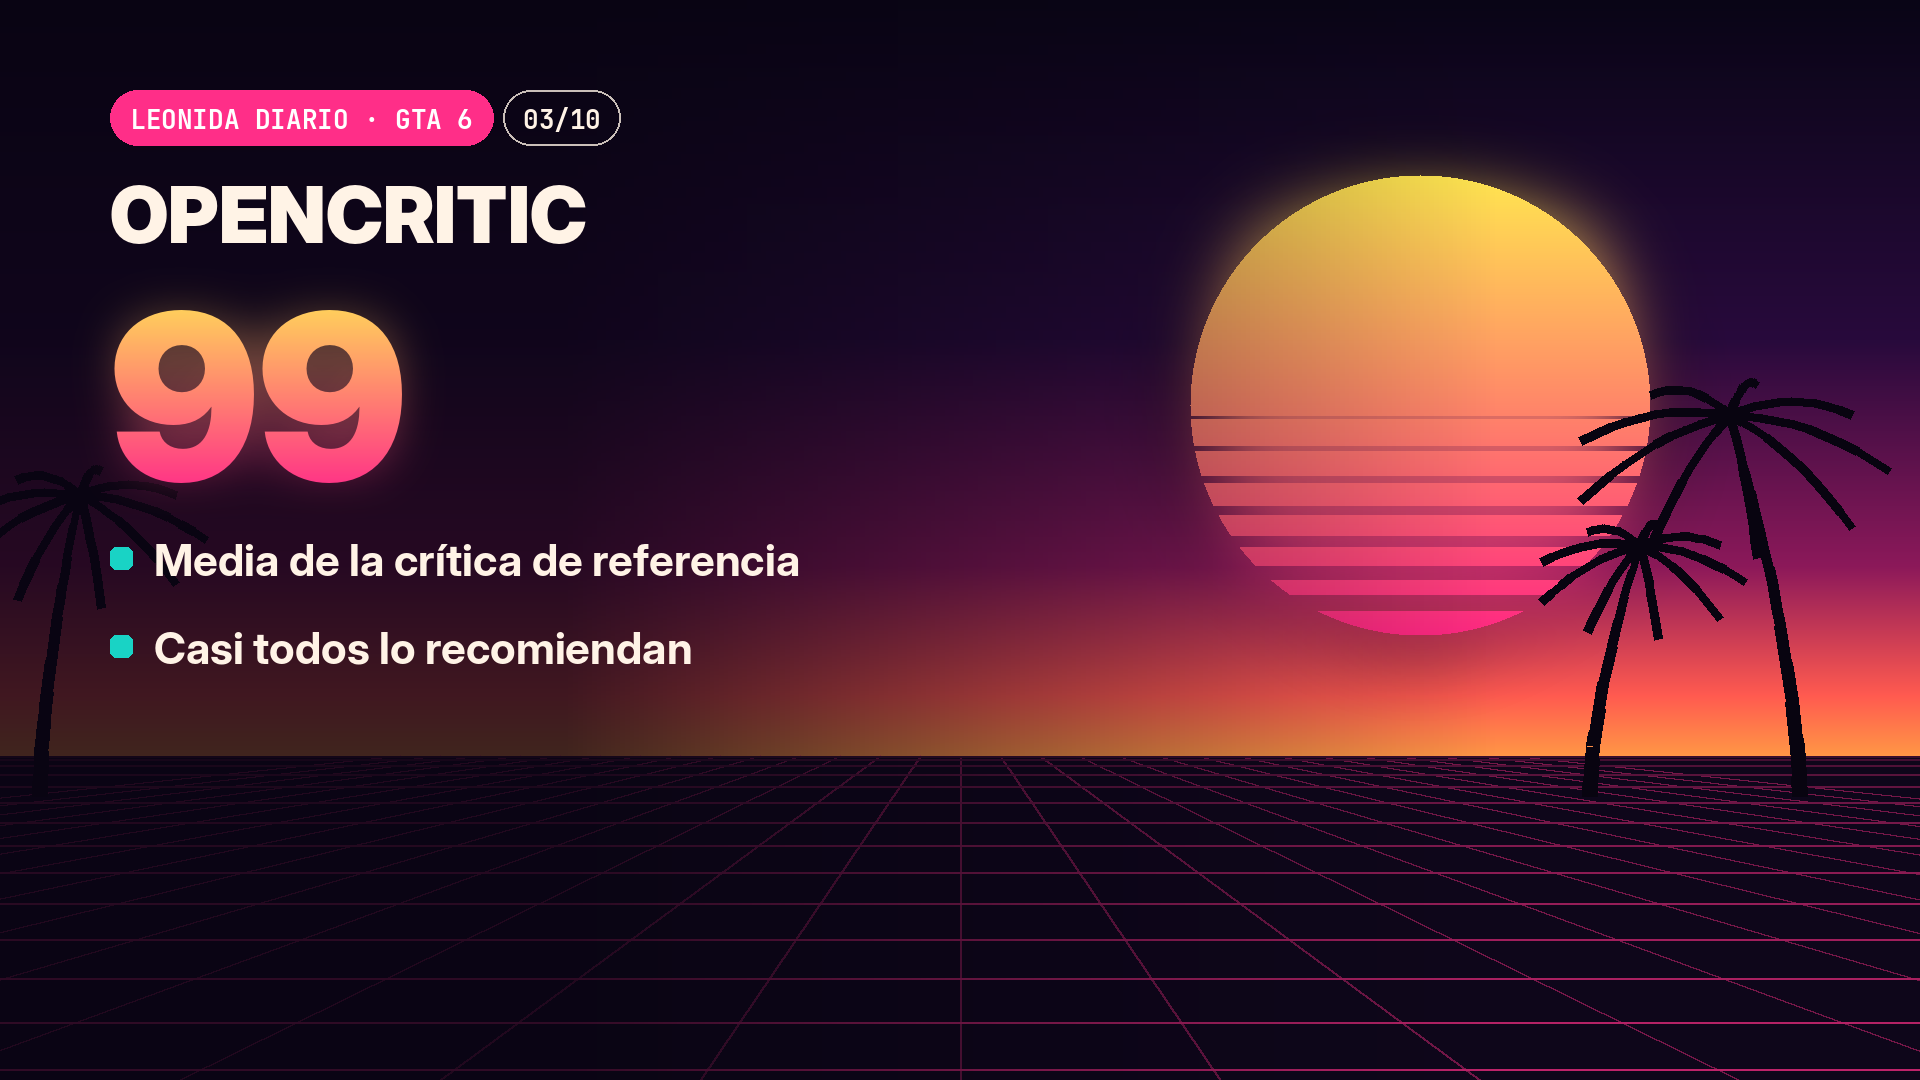 LEONIDA DIARIO · GTA 6
03/10
OPENCRITIC
99
Media de la crítica de referencia
Casi todos lo recomiendan